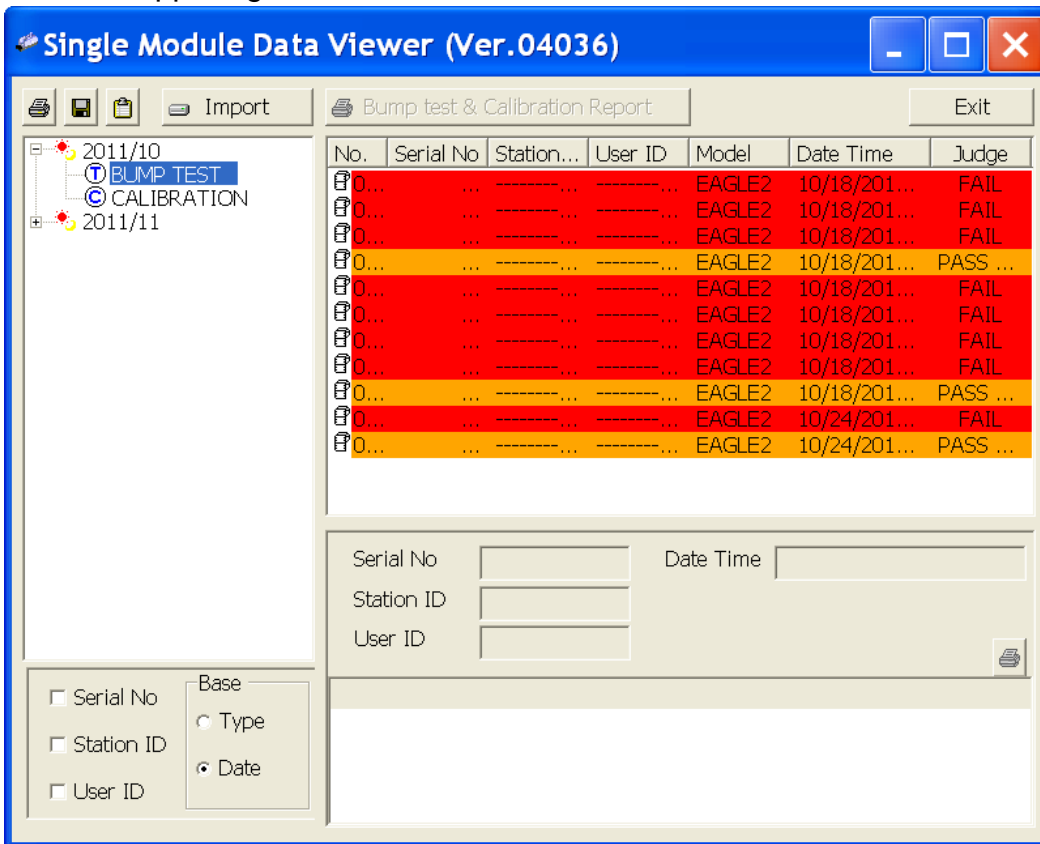 Single Module Data Viewer (Ver.04036)
Import Bump test & Calibration Report Exit
2011/10
T BUMP TEST
C CALIBRATION
2011/11
No. Serial No Station... User ID Model Date Time Judge
0... ... --------... --------... EAGLE2 10/18/201... FAIL
0... ... --------... --------... EAGLE2 10/18/201... FAIL
0... ... --------... --------... EAGLE2 10/18/201... FAIL
0... ... --------... --------... EAGLE2 10/18/201... PASS ...
0... ... --------... --------... EAGLE2 10/18/201... FAIL
0... ... --------... --------... EAGLE2 10/18/201... FAIL
0... ... --------... --------... EAGLE2 10/18/201... FAIL
0... ... --------... --------... EAGLE2 10/18/201... FAIL
0... ... --------... --------... EAGLE2 10/18/201... PASS ...
0... ... --------... --------... EAGLE2 10/24/201... FAIL
0... ... --------... --------... EAGLE2 10/24/201... PASS ...
Serial No Date Time
Station ID
User ID
Base
Serial No
Type
Station ID
Date
User ID